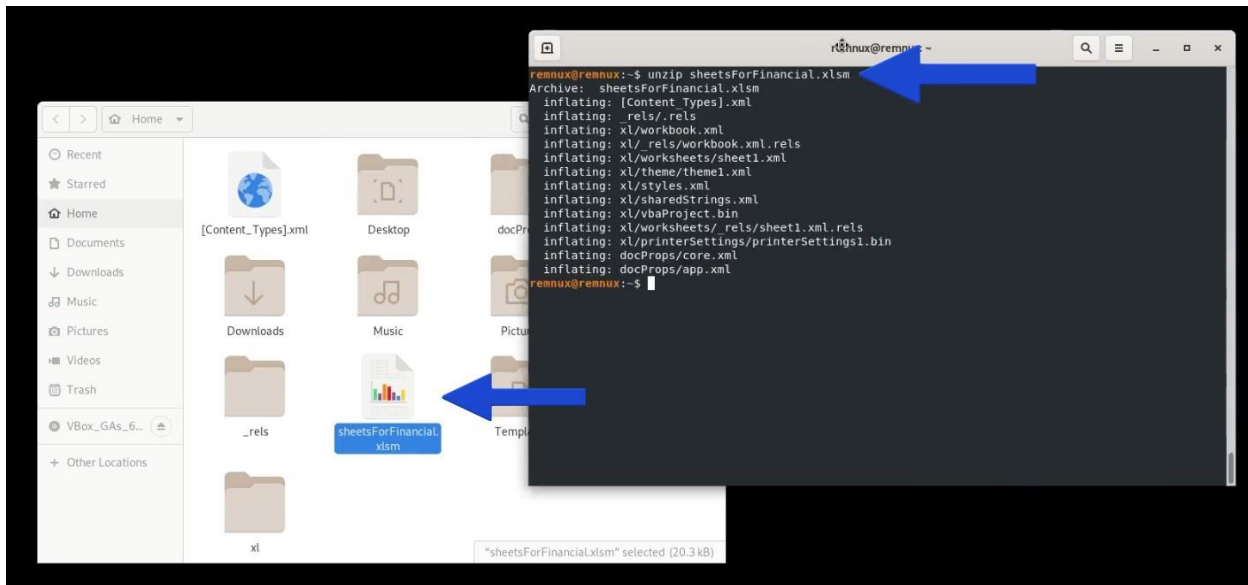 remnux@remnux: ~
remnux@remnux:~$ unzip sheetsForFinancial.xlsm
Archive:  sheetsForFinancial.xlsm
inflating: [Content_Types].xml
inflating: _rels/.rels
inflating: xl/workbook.xml
inflating: xl/_rels/workbook.xml.rels
inflating: xl/worksheets/sheet1.xml
inflating: xl/theme/theme1.xml
inflating: xl/styles.xml
inflating: xl/sharedStrings.xml
inflating: xl/vbaProject.bin
inflating: xl/worksheets/_rels/sheet1.xml.rels
inflating: xl/printerSettings/printerSettings1.bin
inflating: docProps/core.xml
inflating: docProps/app.xml
remnux@remnux:~$
Home
Recent
Starred
Home
Documents
Downloads
Music
Pictures
Videos
Trash
VBox_GAs_6...
+ Other Locations
[Content_Types].xml
Desktop
docPr
Downloads
Music
Pictu
_rels
sheetsForFinancial.
xlsm
Templ
xl
"sheetsForFinancial.xlsm" selected (20.3 kB)